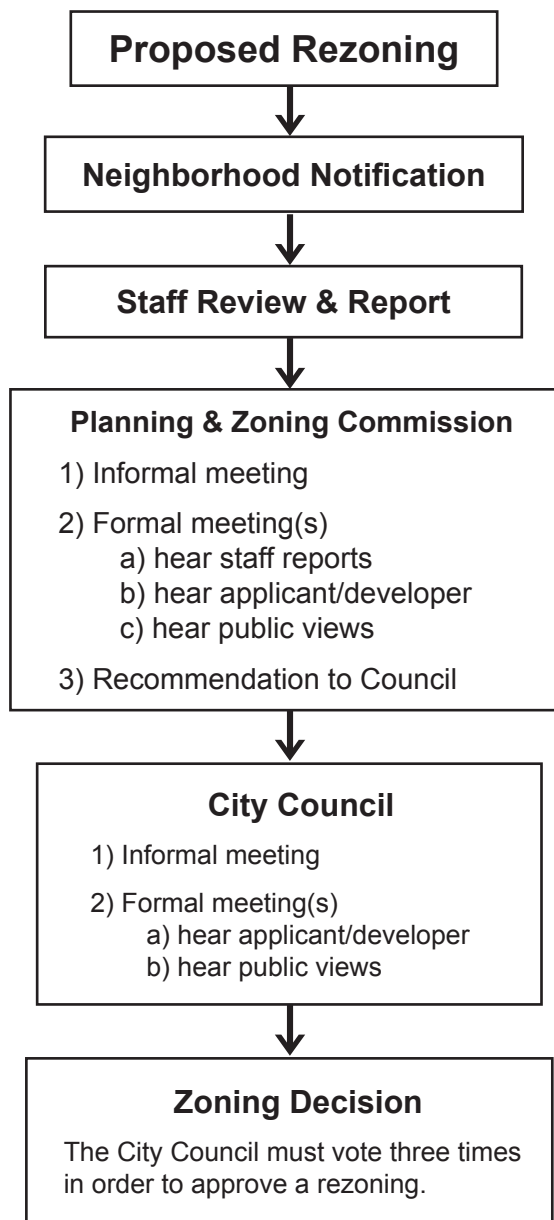 Proposed Rezoning
Neighborhood Notification
Staff Review & Report
Planning & Zoning Commission
1) Informal meeting
2) Formal meeting(s)
a) hear staff reports
b) hear applicant/developer
c) hear public views
3) Recommendation to Council
City Council
1) Informal meeting
2) Formal meeting(s)
a) hear applicant/developer
b) hear public views
Zoning Decision
The City Council must vote three times
in order to approve a rezoning.